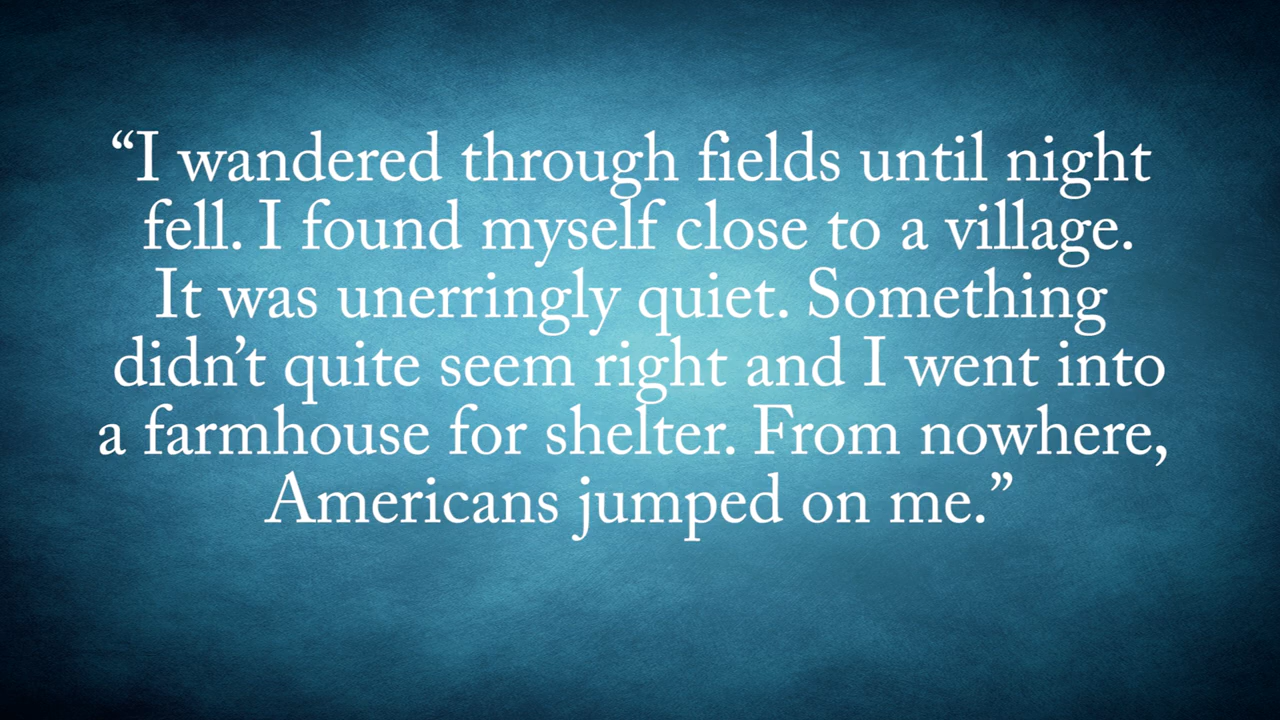 “I wandered through fields until night
fell. I found myself close to a village.
It was unerringly quiet. Something
didn’t quite seem right and I went into
a farmhouse for shelter. From nowhere,
Americans jumped on me.”